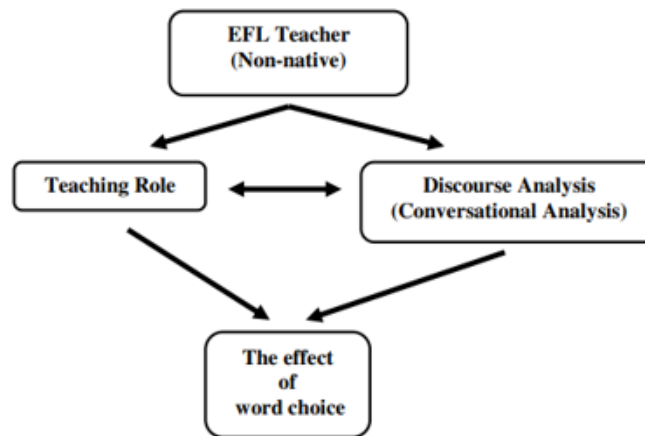 EFL Teacher
(Non-native)
Teaching Role
Discourse Analysis
(Conversational Analysis)
The effect
of
word choice